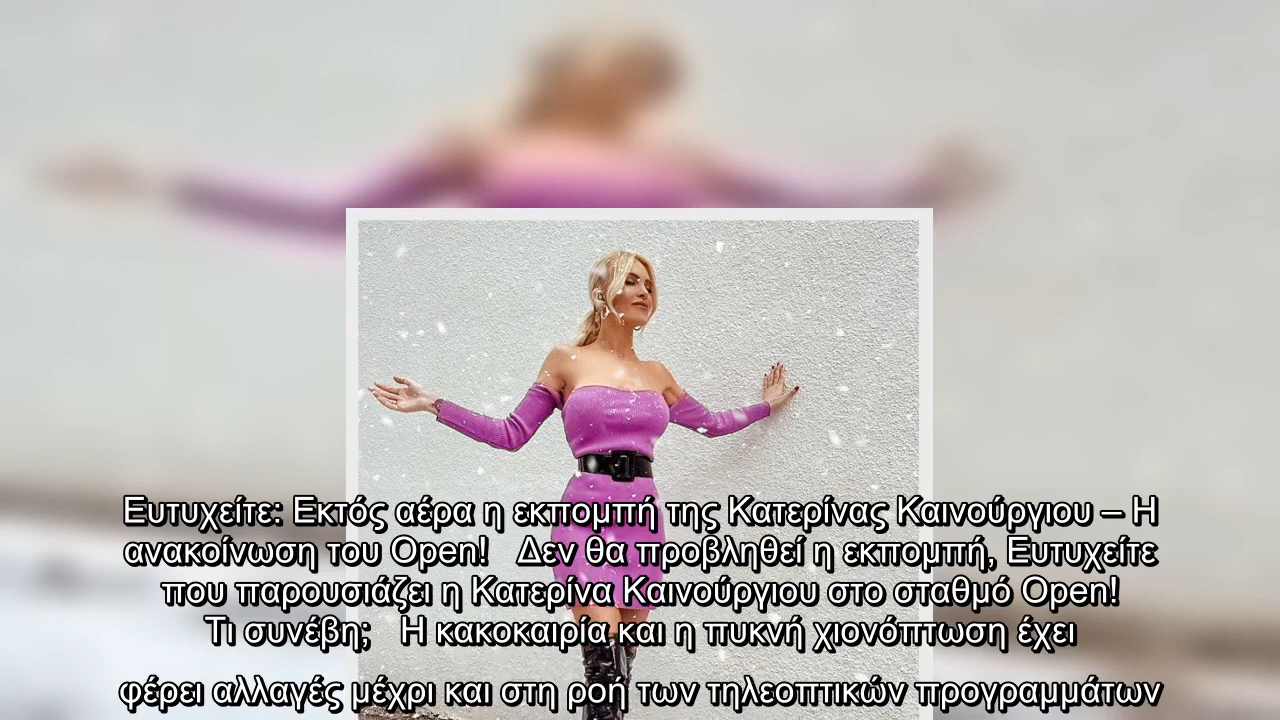 Ευτυχείτε: Εκτός αέρα η εκπομπή της Κατερίνας Καινούργιου – Η
ανακοίνωση του Open! Δεν θα προβληθεί η εκπομπή, Ευτυχείτε
που παρουσιάζει η Κατερίνα Καινούργιου στο σταθμό Open!
Τι συνέβη; Η κακοκαιρία και η πυκνή χιονόπτωση έχει
φέρει αλλαγές μέχρι και στη ροή των τηλεοπτικών προγραμμάτων